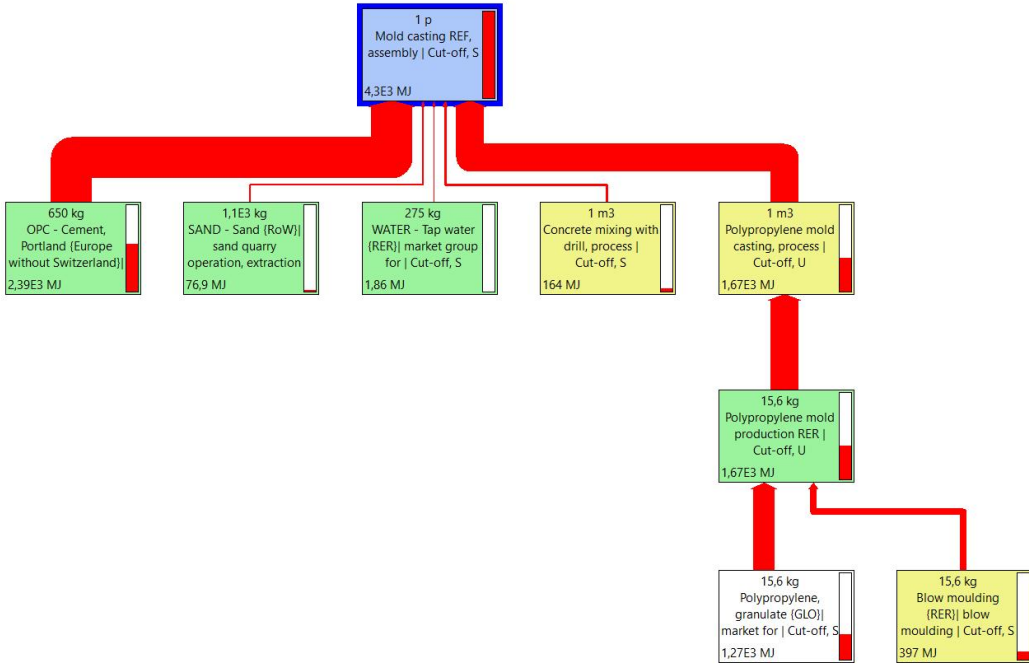 1 p
Mold casting REF,
assembly | Cut-off, S
4,3E3 MJ
650 kg
OPC - Cement,
Portland {Europe
without Switzerland}|
2,39E3 MJ
1,1E3 kg
SAND - Sand {RoW}|
sand quarry
operation, extraction
76,9 MJ
275 kg
WATER - Tap water
{RER}| market group
for | Cut-off, S
1,86 MJ
1 m3
Concrete mixing with
drill, process |
Cut-off, S
164 MJ
1 m3
Polypropylene mold
casting, process |
Cut-off, U
1,67E3 MJ
15,6 kg
Polypropylene mold
production RER |
Cut-off, U
1,67E3 MJ
15,6 kg
Polypropylene,
granulate {GLO}|
market for | Cut-off, S
1,27E3 MJ
15,6 kg
Blow moulding
{RER}| blow
moulding | Cut-off, S
397 MJ